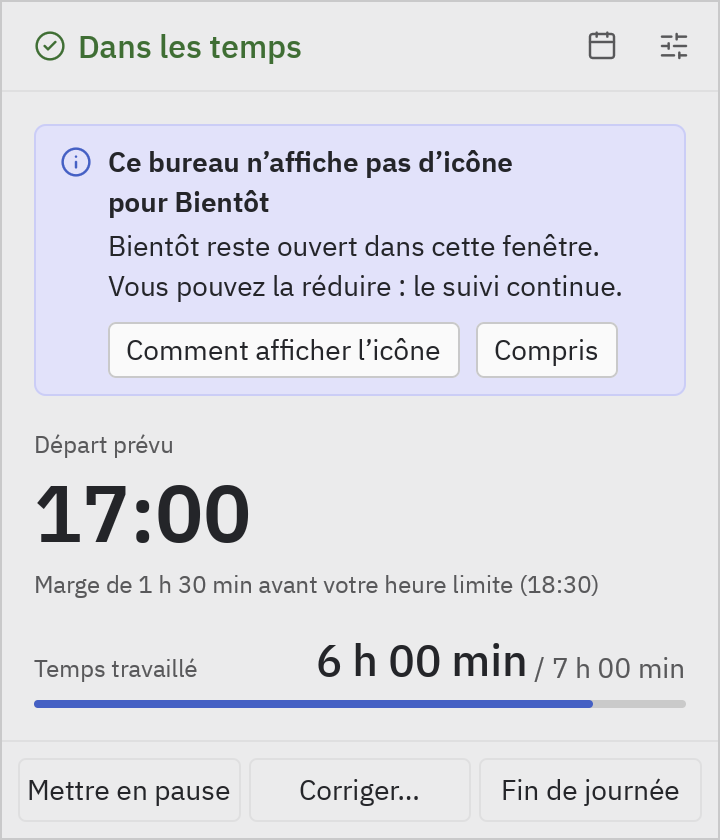 Dans les temps
Ce bureau n’affiche pas d’icône
pour Bientôt
Bientôt reste ouvert dans cette fenêtre.
Vous pouvez la réduire : le suivi continue.
Comment afficher l’icône
Compris
Départ prévu
17:00
Marge de 1 h 30 min avant votre heure limite (18:30)
Temps travaillé
6 h 00 min / 7 h 00 min
Mettre en pause
Corriger…
Fin de journée